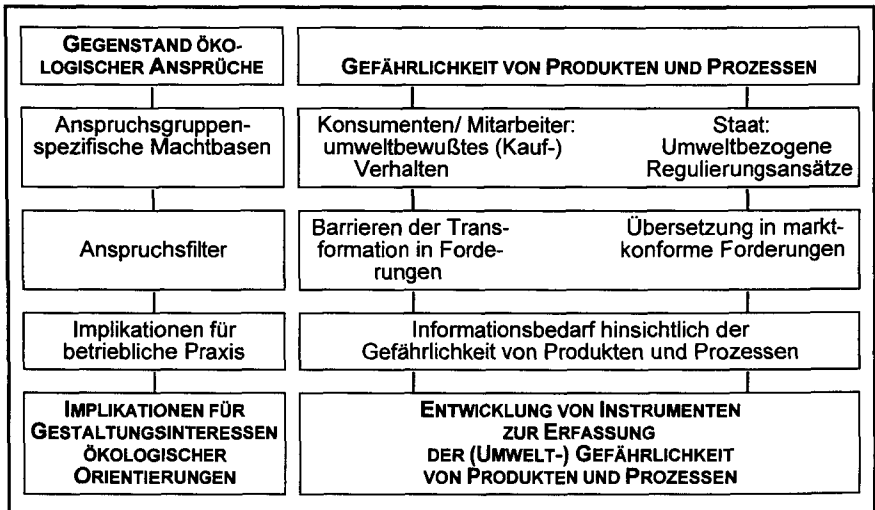 GEGENSTAND ÖKO-
LOGISCHER ANSPRÜCHE
GEFÄHRLICHKEIT VON PRODUKTEN UND PROZESSEN
Anspruchsgruppen-
spezifische Machtbasen
Konsumenten/ Mitarbeiter:
umweltbewußtes (Kauf-)
Verhalten
Staat:
Umweltbezogene
Regulierungsansätze
Anspruchsfilter
Barrieren der Trans-
formation in Forde-
rungen
Übersetzung in markt-
konforme Forderungen
Implikationen für
betriebliche Praxis
Informationsbedarf hinsichtlich der
Gefährlichkeit von Produkten und Prozessen
IMPLIKATIONEN FÜR
GESTALTUNGSINTERESSEN
ÖKOLOGISCHER
ORIENTIERUNGEN
ENTWICKLUNG VON INSTRUMENTEN
ZUR ERFASSUNG
DER (UMWELT-) GEFÄHRLICHKEIT
VON PRODUKTEN UND PROZESSEN